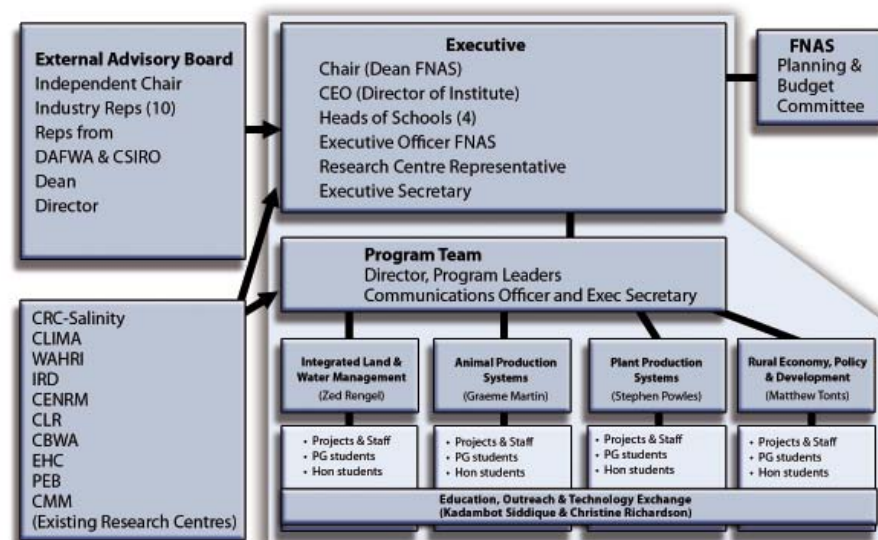 External Advisory Board
Independent Chair
Industry Reps (10)
Reps from
DAFWA & CSIRO
Dean
Director
Executive
Chair (Dean FNAS)
CEO (Director of Institute)
Heads of Schools (4)
Executive Officer FNAS
Research Centre Representative
Executive Secretary
FNAS
Planning &
Budget
Committee
Program Team
Director, Program Leaders
Communications Officer and Exec Secretary
CRC-Salinity
CLIMA
WAHRI
IRD
CENRM
CLR
CBWA
EHC
PEB
CMM
(Existing Research Centres)
Integrated Land &
Water Management
(Zed Rengel)
Animal Production
Systems
(Graeme Martin)
Plant Production
Systems
(Stephen Powles)
Rural Economy, Policy
& Development
(Matthew Tonts)
• Projects & Staff
• PG students
• Hon students
• Projects & Staff
• PG students
• Hon students
• Projects & Staff
• PG students
• Hon students
• Projects & Staff
• PG students
• Hon students
Education, Outreach & Technology Exchange
(Kadambot Siddique & Christine Richardson)